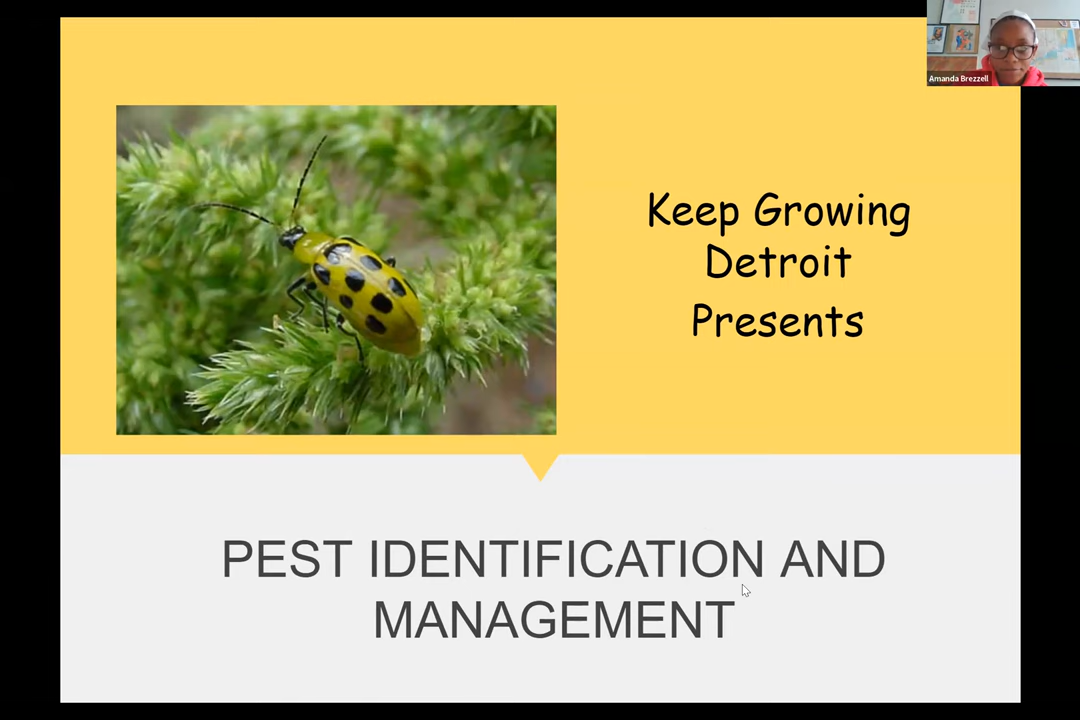 Amanda Brezzell
Keep Growing
Detroit
Presents
PEST IDENTIFICATION AND
MANAGEMENT